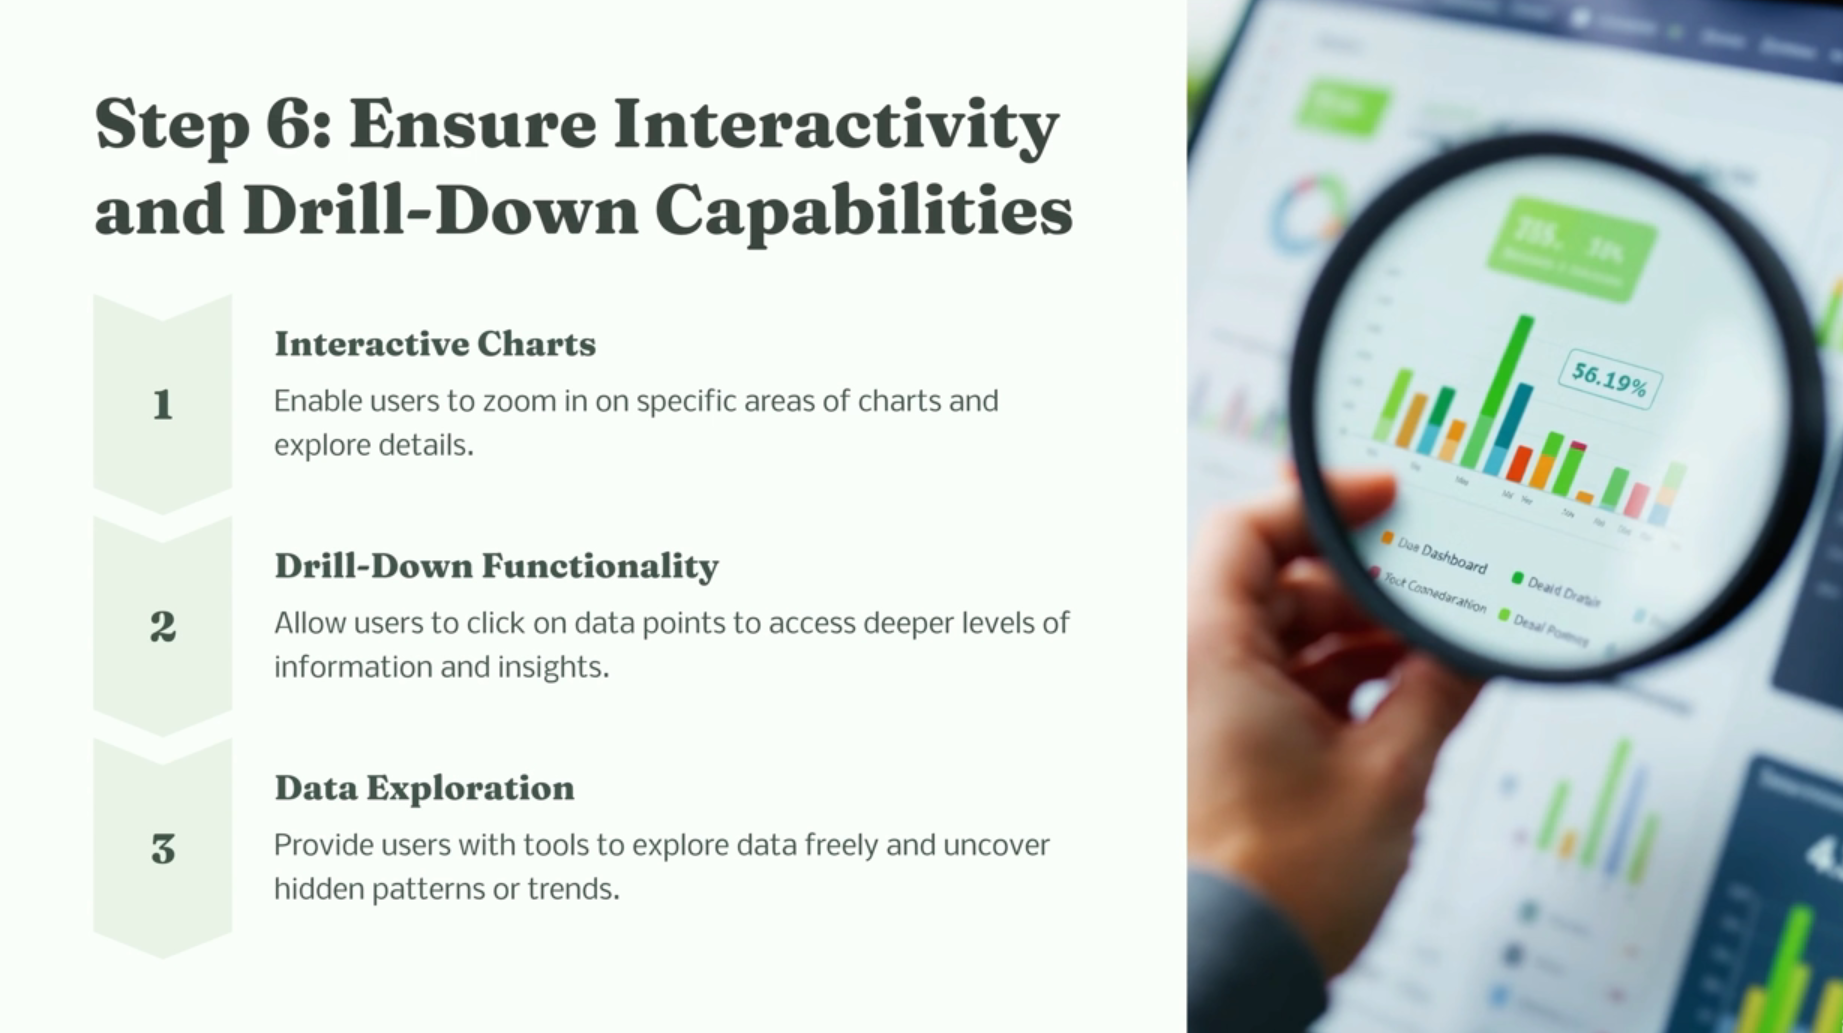 Step 6: Ensure Interactivity
and Drill-Down Capabilities
1
Interactive Charts
Enable users to zoom in on specific areas of charts and
explore details.
2
Drill-Down Functionality
Allow users to click on data points to access deeper levels of
information and insights.
3
Data Exploration
Provide users with tools to explore data freely and uncover
hidden patterns or trends.
56.19%
Dashboard